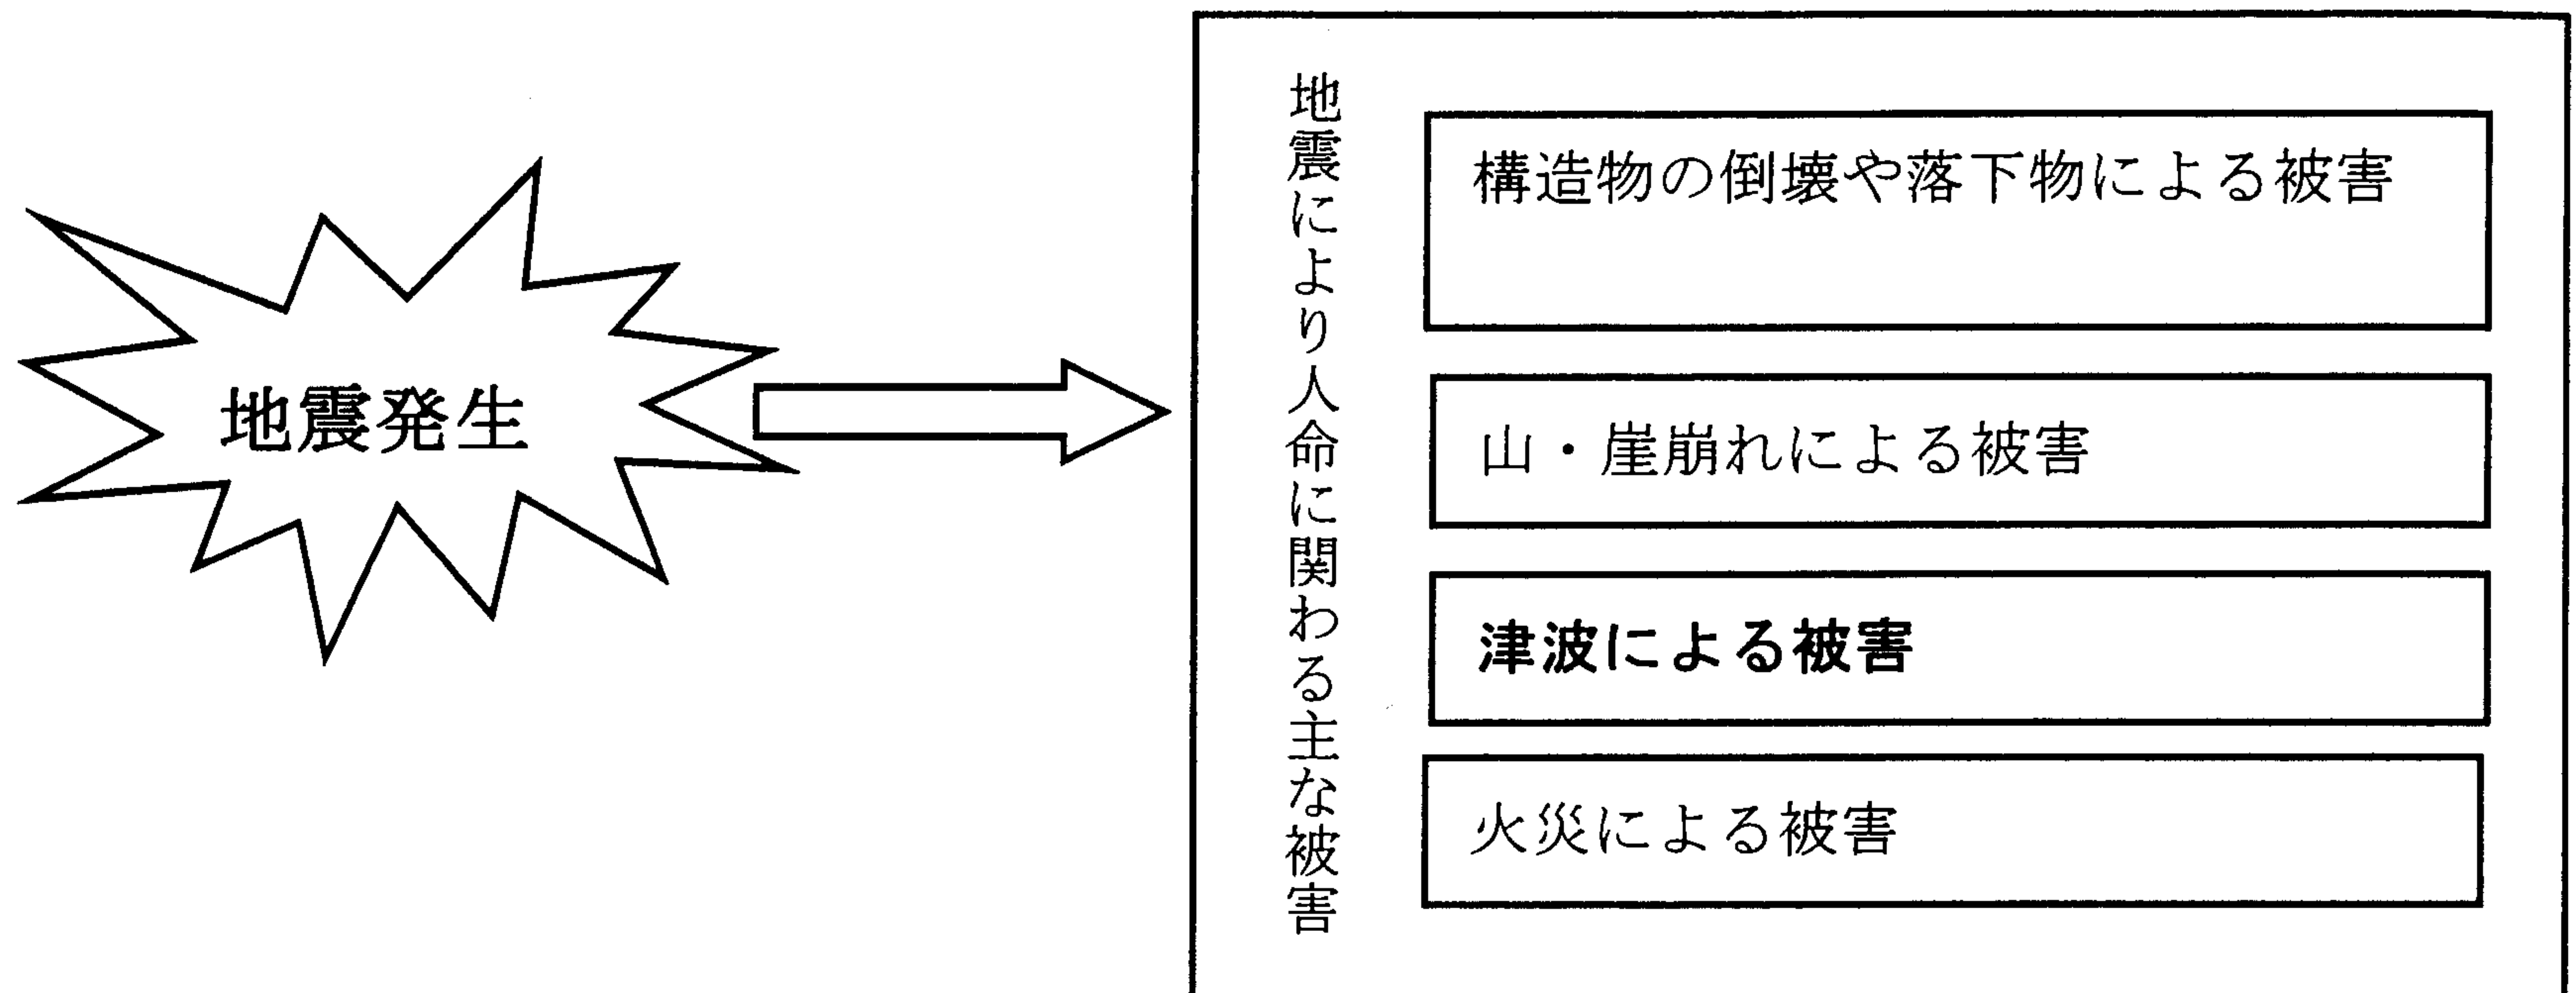 地震発生
地震により人命に関わる主な被害
構造物の倒壊や落下物による被害
山・崖崩れによる被害
津波による被害
火災による被害